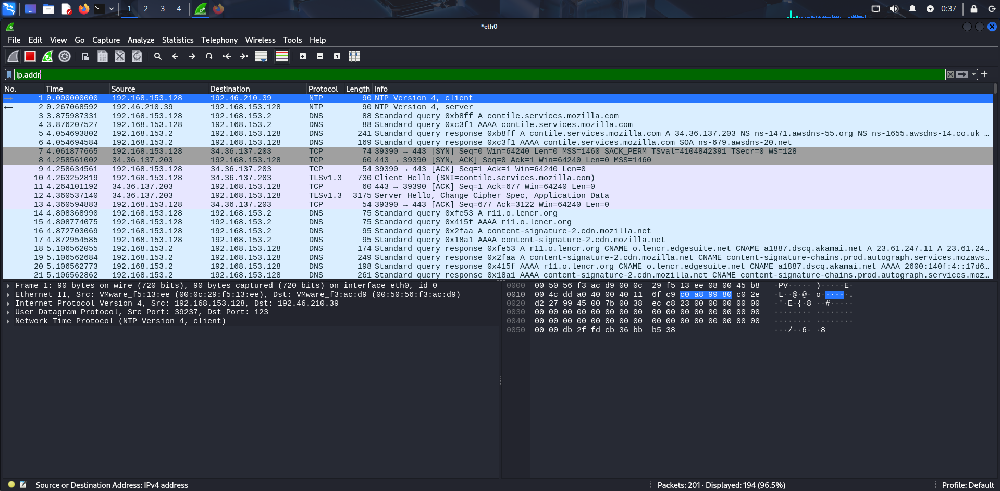 1 2 3 4 0:37
*eth0
File Edit View Go Capture Analyze Statistics Telephony Wireless Tools Help
ip.addr
No. Time Source Destination Protocol Length Info
1 0.000000000 192.168.153.128 192.46.210.39 NTP 90 NTP Version 4, client
2 0.267068592 192.46.210.39 192.168.153.128 NTP 90 NTP Version 4, server
3 3.875987331 192.168.153.128 192.168.153.2 DNS 88 Standard query 0xb8ff A contile.services.mozilla.com
4 3.876207527 192.168.153.128 192.168.153.2 DNS 88 Standard query 0xc3f1 AAAA contile.services.mozilla.com
5 4.054693802 192.168.153.2 192.168.153.128 DNS 241 Standard query response 0xb8ff A contile.services.mozilla.com A 34.36.137.203 NS ns-1471.awsdns-55.org NS ns-1655.awsdns-14.co.uk …
6 4.054694584 192.168.153.2 192.168.153.128 DNS 169 Standard query response 0xc3f1 AAAA contile.services.mozilla.com SOA ns-679.awsdns-20.net
7 4.061877665 192.168.153.128 34.36.137.203 TCP 74 39390 → 443 [SYN] Seq=0 Win=64240 Len=0 MSS=1460 SACK_PERM TSval=4104842391 TSecr=0 WS=128
8 4.258561002 34.36.137.203 192.168.153.128 TCP 60 443 → 39390 [SYN, ACK] Seq=0 Ack=1 Win=64240 Len=0 MSS=1460
9 4.258634561 192.168.153.128 34.36.137.203 TCP 54 39390 → 443 [ACK] Seq=1 Ack=1 Win=64240 Len=0
10 4.263252819 192.168.153.128 34.36.137.203 TLSv1.3 730 Client Hello (SNI=contile.services.mozilla.com)
11 4.264101192 34.36.137.203 192.168.153.128 TCP 60 443 → 39390 [ACK] Seq=1 Ack=677 Win=64240 Len=0
12 4.360537140 34.36.137.203 192.168.153.128 TLSv1.3 3175 Server Hello, Change Cipher Spec, Application Data
13 4.360594883 192.168.153.128 34.36.137.203 TCP 54 39390 → 443 [ACK] Seq=677 Ack=3122 Win=64240 Len=0
14 4.808368990 192.168.153.128 192.168.153.2 DNS 75 Standard query 0xfe53 A r11.o.lencr.org
15 4.808774075 192.168.153.128 192.168.153.2 DNS 75 Standard query 0x415f AAAA r11.o.lencr.org
16 4.872703069 192.168.153.128 192.168.153.2 DNS 95 Standard query 0x2faa A content-signature-2.cdn.mozilla.net
17 4.872954585 192.168.153.128 192.168.153.2 DNS 95 Standard query 0x18a1 AAAA content-signature-2.cdn.mozilla.net
18 5.106562055 192.168.153.2 192.168.153.128 DNS 174 Standard query response 0xfe53 A r11.o.lencr.org CNAME o.lencr.edgesuite.net CNAME a1887.dscq.akamai.net A 23.61.247.11 A 23.61.24…
19 5.106562684 192.168.153.2 192.168.153.128 DNS 249 Standard query response 0x2faa A content-signature-2.cdn.mozilla.net CNAME content-signature-chains.prod.autograph.services.mozaws…
20 5.106562773 192.168.153.2 192.168.153.128 DNS 198 Standard query response 0x415f AAAA r11.o.lencr.org CNAME o.lencr.edgesuite.net CNAME a1887.dscq.akamai.net AAAA 2600:140f:4::17d6…
21 5.106562862 192.168.153.2 192.168.153.128 DNS 261 Standard query response 0x18a1 AAAA content-signature-2.cdn.mozilla.net CNAME content-signature-chains.prod.autograph.services.moz…
Frame 1: 90 bytes on wire (720 bits), 90 bytes captured (720 bits) on interface eth0, id 0
Ethernet II, Src: VMware_f5:13:ee (00:0c:29:f5:13:ee), Dst: VMware_f3:ac:d9 (00:50:56:f3:ac:d9)
Internet Protocol Version 4, Src: 192.168.153.128, Dst: 192.46.210.39
User Datagram Protocol, Src Port: 39237, Dst Port: 123
Network Time Protocol (NTP Version 4, client)
0000 00 50 56 f3 ac d9 00 0c 29 f5 13 ee 08 00 45 b8 ·PV····· )·····E·
0010 00 4c dd a0 40 00 40 11 6f c9 c0 a8 99 80 c0 2e ·L··@·@· o·····.
0020 d2 27 99 45 00 7b 00 38 ec c8 23 00 00 00 00 00 ·'·E·{·8 ··#·····
0030 00 00 00 00 00 00 00 00 00 00 00 00 00 00 00 00 ········ ········
0040 00 00 00 00 00 00 00 00 00 00 00 00 00 00 00 00 ········ ········
0050 00 00 db 2f fd cb 36 bb b5 38 ···/··6· ·8
Source or Destination Address: IPv4 address Packets: 201 · Displayed: 194 (96.5%) Profile: Default